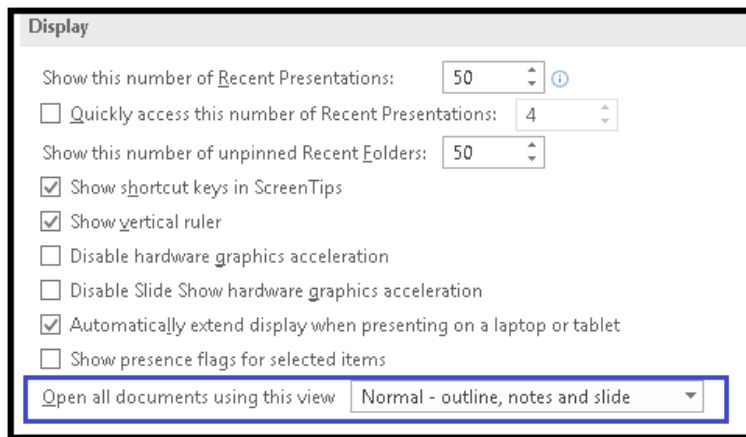 Display
Show this number of Recent Presentations: 50
Quickly access this number of Recent Presentations: 4
Show this number of unpinned Recent Folders: 50
Show shortcut keys in ScreenTips
Show vertical ruler
Disable hardware graphics acceleration
Disable Slide Show hardware graphics acceleration
Automatically extend display when presenting on a laptop or tablet
Show presence flags for selected items
Open all documents using this view Normal - outline, notes and slide